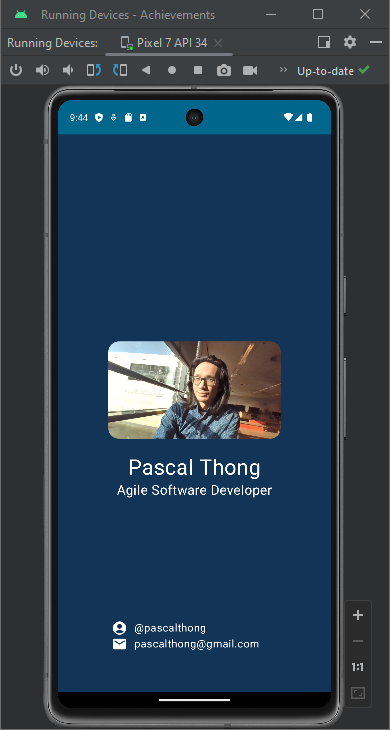 Running Devices - Achievements
Running Devices: Pixel 7 API 34
Up-to-date
9:44
Pascal Thong
Agile Software Developer
@pascalthong
pascalthong@gmail.com
1:1